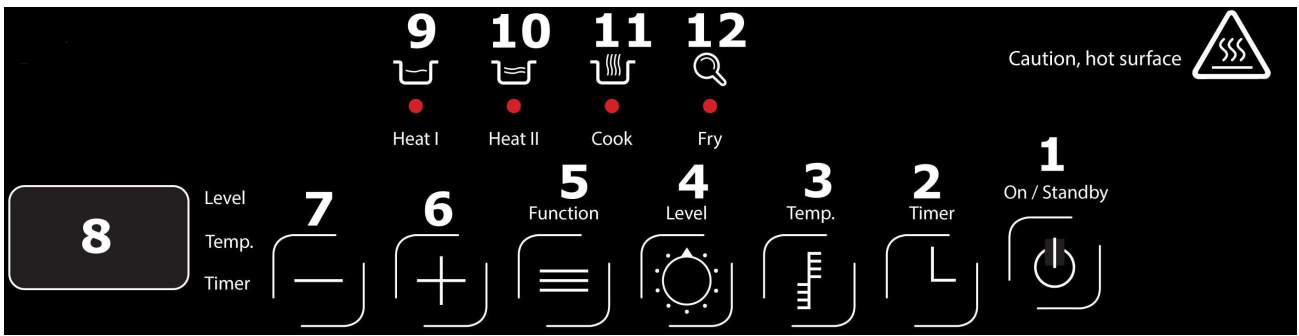 9 10 11 12
Caution, hot surface
Heat I Heat II Cook Fry
1
On / Standby
8
Level
Temp.
Timer
7 6 5 4 3 2
Function Level Temp. Timer